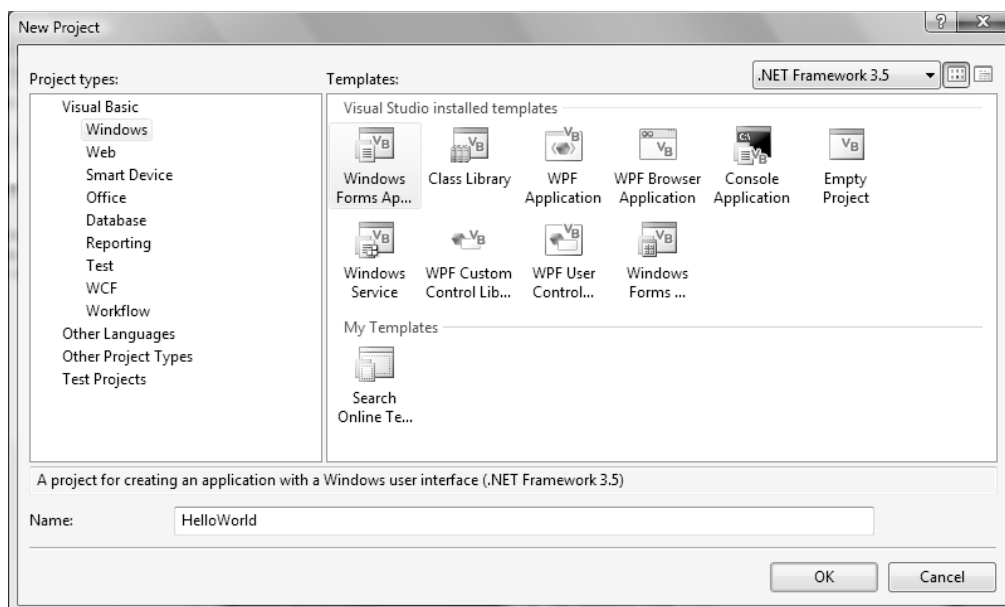 New Project
Project types:
Templates:
.NET Framework 3.5
Visual Basic
Windows
Web
Smart Device
Office
Database
Reporting
Test
WCF
Workflow
Other Languages
Other Project Types
Test Projects
Visual Studio installed templates
Windows
Forms Ap...
Class Library
WPF
Application
WPF Browser
Application
Console
Application
Empty
Project
Windows
Service
WPF Custom
Control Lib...
WPF User
Control...
Windows
Forms ...
My Templates
Search
Online Te...
A project for creating an application with a Windows user interface (.NET Framework 3.5)
Name:
HelloWorld
OK
Cancel